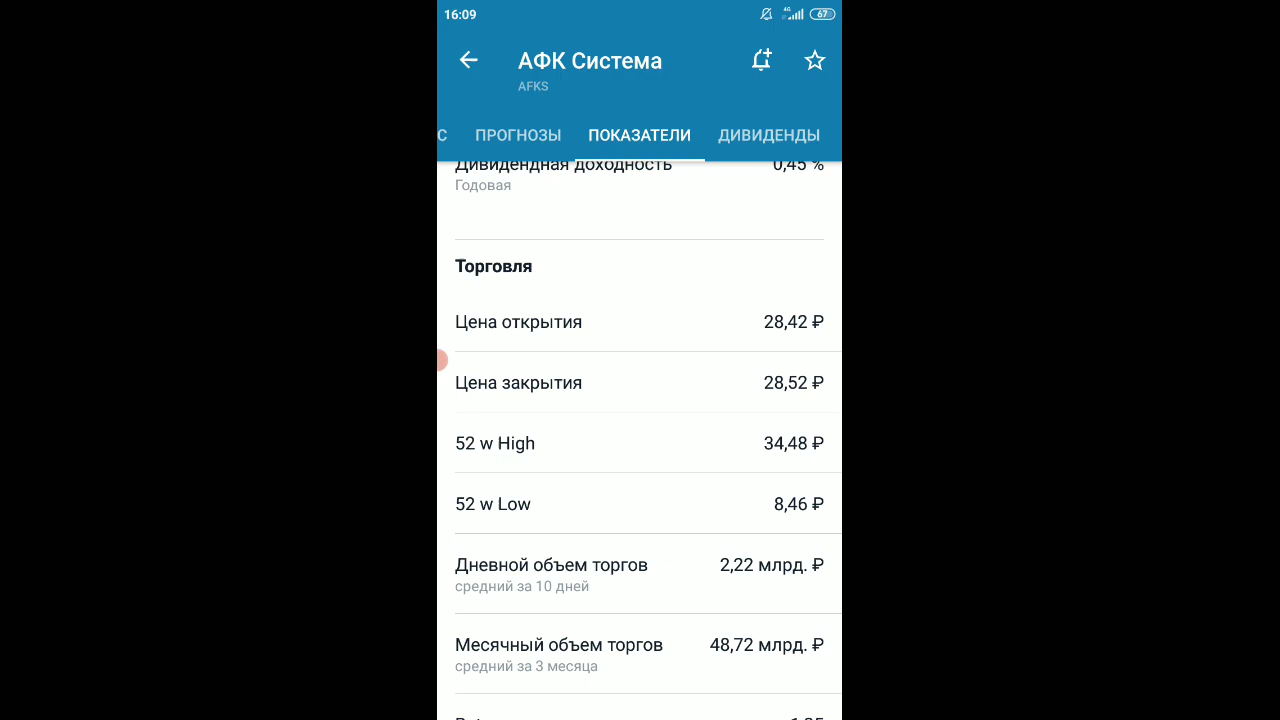 16:09
4G
67
АФК Система
AFKS
С ПРОГНОЗЫ ПОКАЗАТЕЛИ ДИВИДЕНДЫ
Дивидендная доходность 0,45 %
Годовая
Торговля
Цена открытия 28,42 ₽
Цена закрытия 28,52 ₽
52 w High 34,48 ₽
52 w Low 8,46 ₽
Дневной объем торгов 2,22 млрд. ₽
средний за 10 дней
Месячный объем торгов 48,72 млрд. ₽
средний за 3 месяца